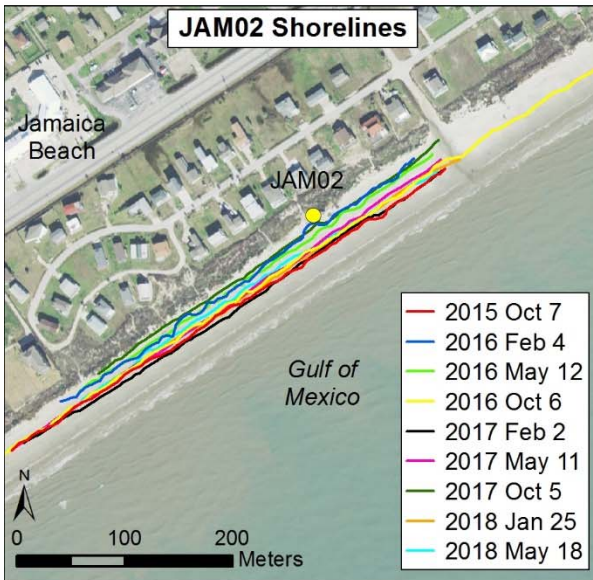 JAM02 Shorelines
Jamaica
Beach
JAM02
Gulf of
Mexico
2015 Oct 7
2016 Feb 4
2016 May 12
2016 Oct 6
2017 Feb 2
2017 May 11
2017 Oct 5
2018 Jan 25
2018 May 18
N
0 100 200
Meters